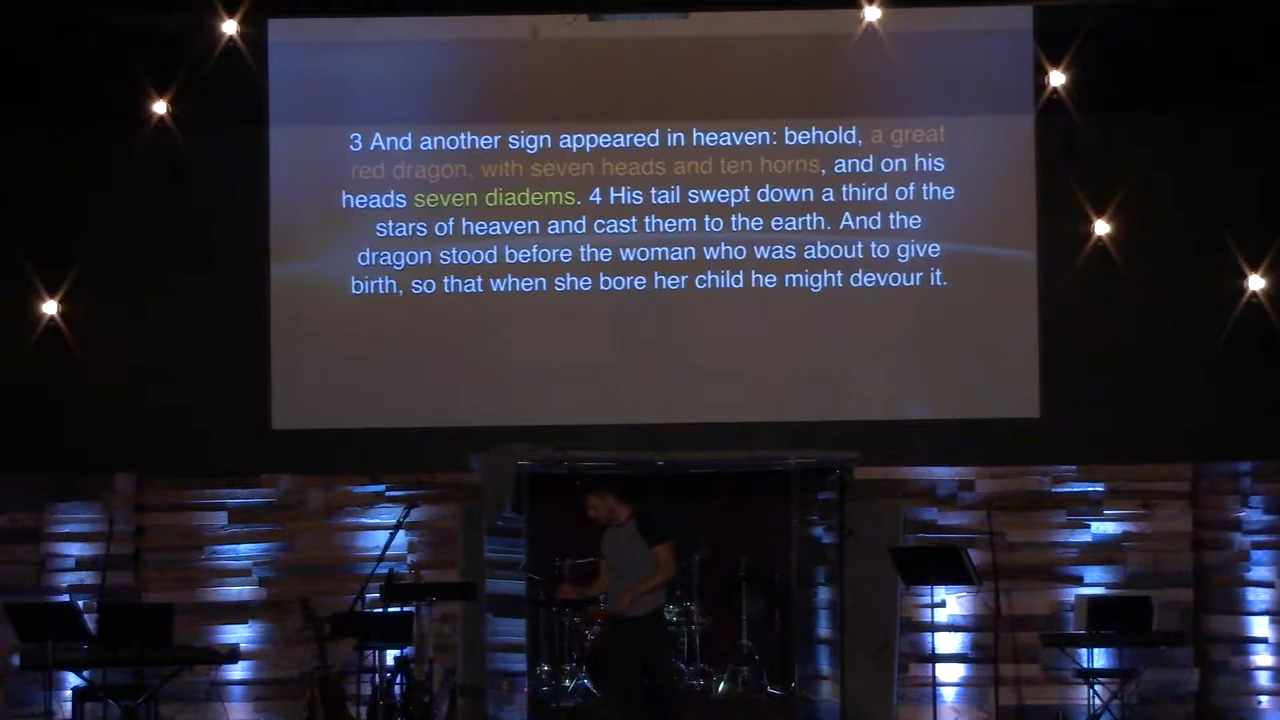 3 And another sign appeared in heaven: behold, a great
red dragon, with seven heads and ten horns, and on his
heads seven diadems. 4 His tail swept down a third of the
stars of heaven and cast them to the earth. And the
dragon stood before the woman who was about to give
birth, so that when she bore her child he might devour it.